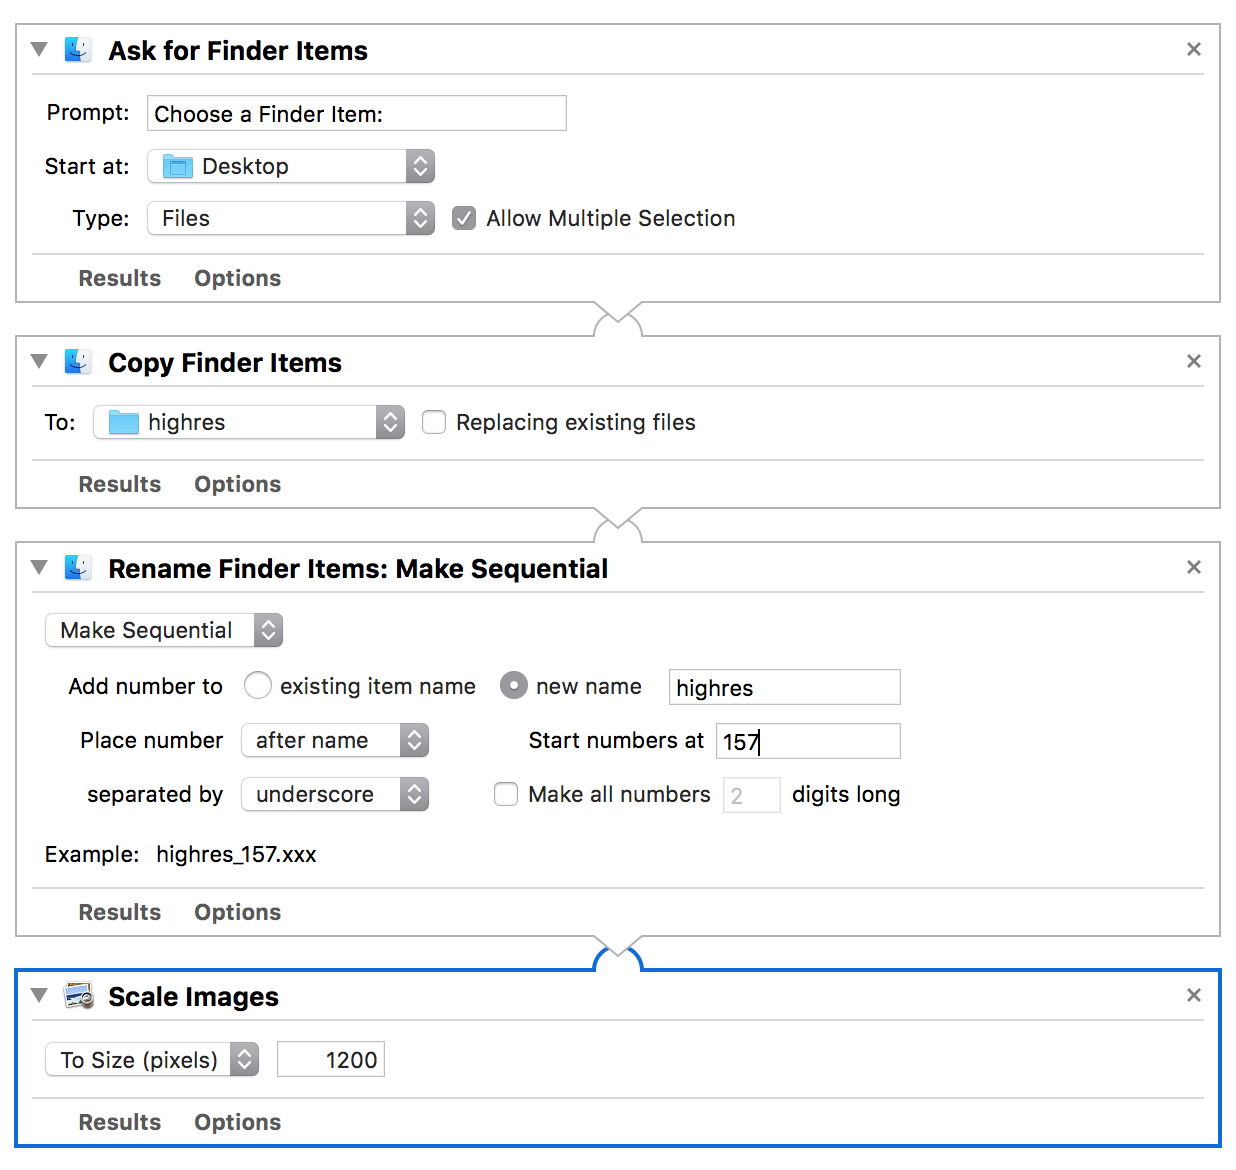 Ask for Finder Items
Prompt: Choose a Finder Item:
Start at: Desktop
Type: Files Allow Multiple Selection
Results Options
Copy Finder Items
To: highres Replacing existing files
Results Options
Rename Finder Items: Make Sequential
Make Sequential
Add number to existing item name new name highres
Place number after name Start numbers at 157
separated by underscore Make all numbers 2 digits long
Example: highres_157.xxx
Results Options
Scale Images
To Size (pixels) 1200
Results Options